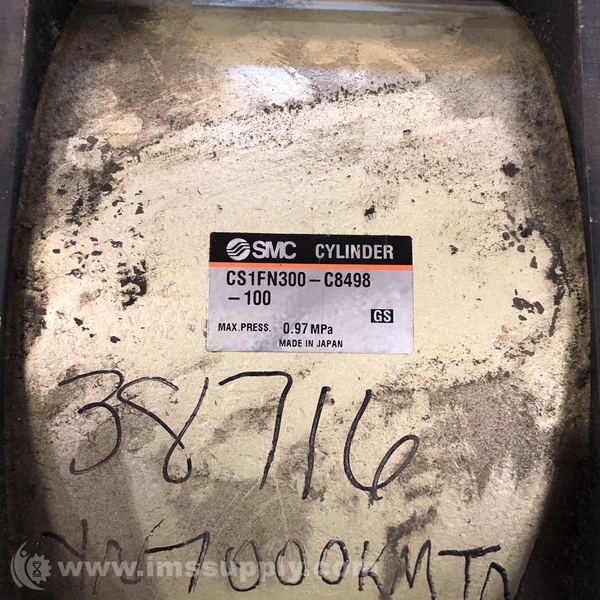 SMC CYLINDER
CS1FN300-C8498
-100
GS
MAX.PRESS. 0.97MPa
MADE IN JAPAN
38716
www.imssupply.com